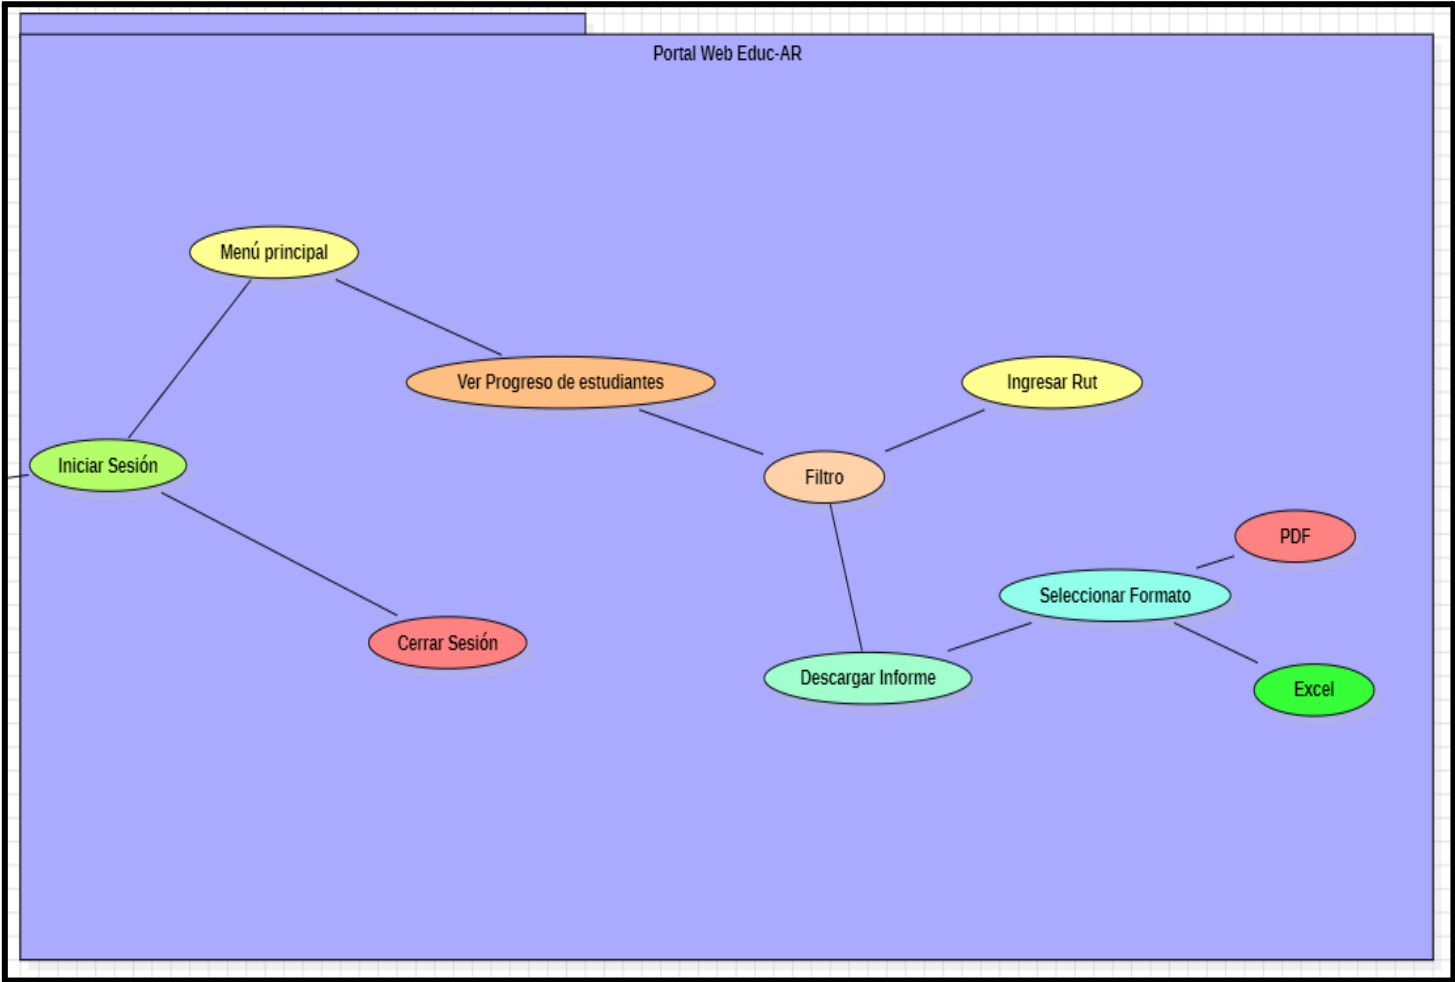 Portal Web Educ-AR
Menú principal
Ver Progreso de estudiantes
Ingresar Rut
Iniciar Sesión
Filtro
PDF
Seleccionar Formato
Cerrar Sesión
Descargar Informe
Excel